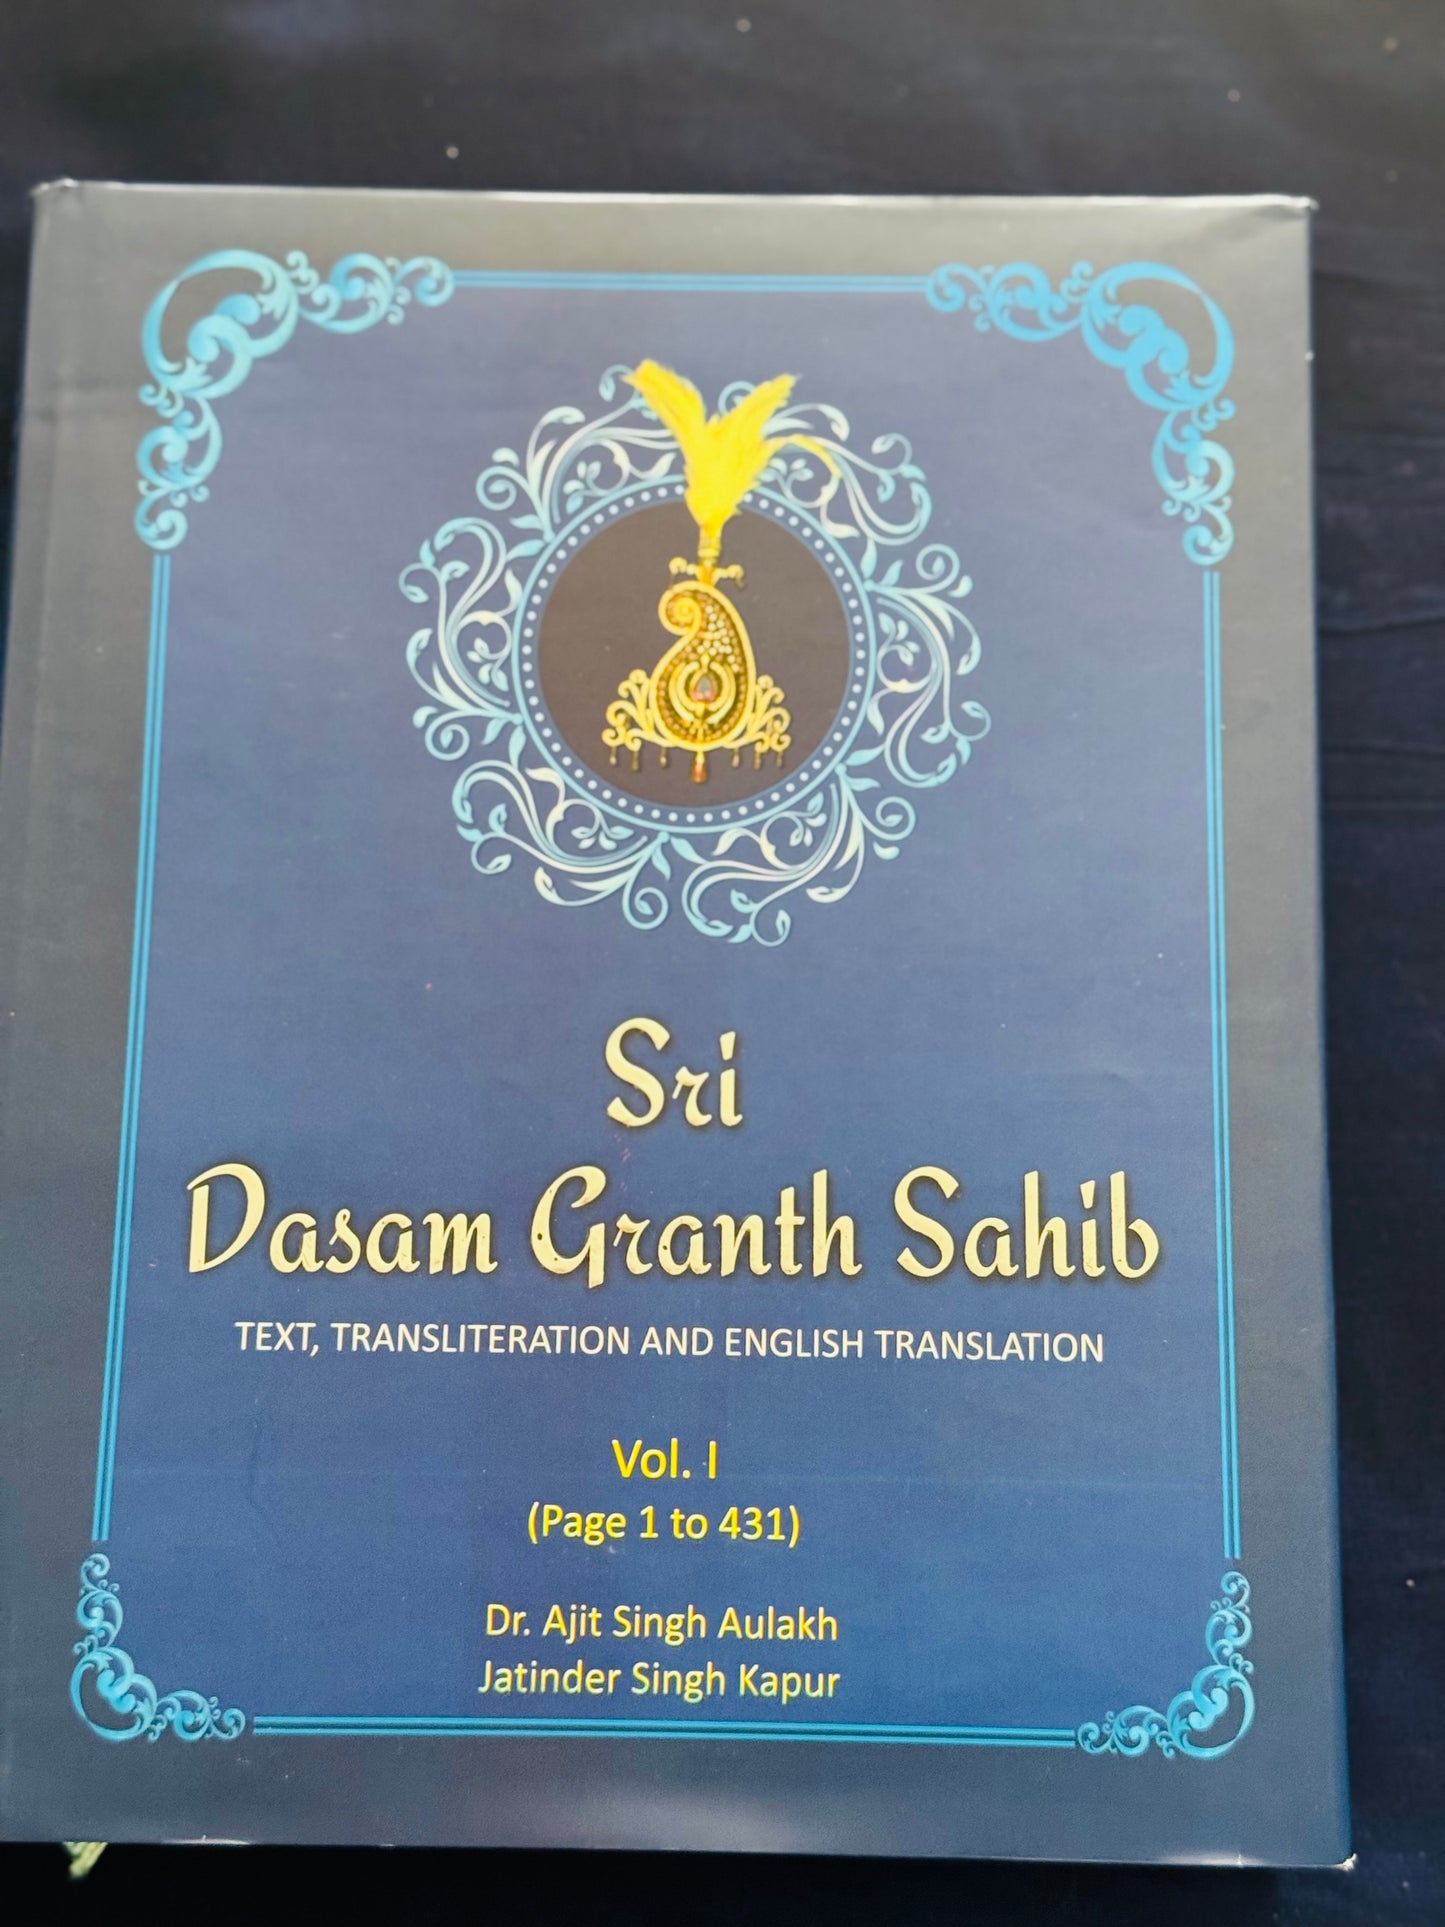 Sri
Dasam Granth Sahib
TEXT, TRANSLITERATION AND ENGLISH TRANSLATION
Vol. I
(Page 1 to 431)
Dr. Ajit Singh Aulakh
Jatinder Singh Kapur